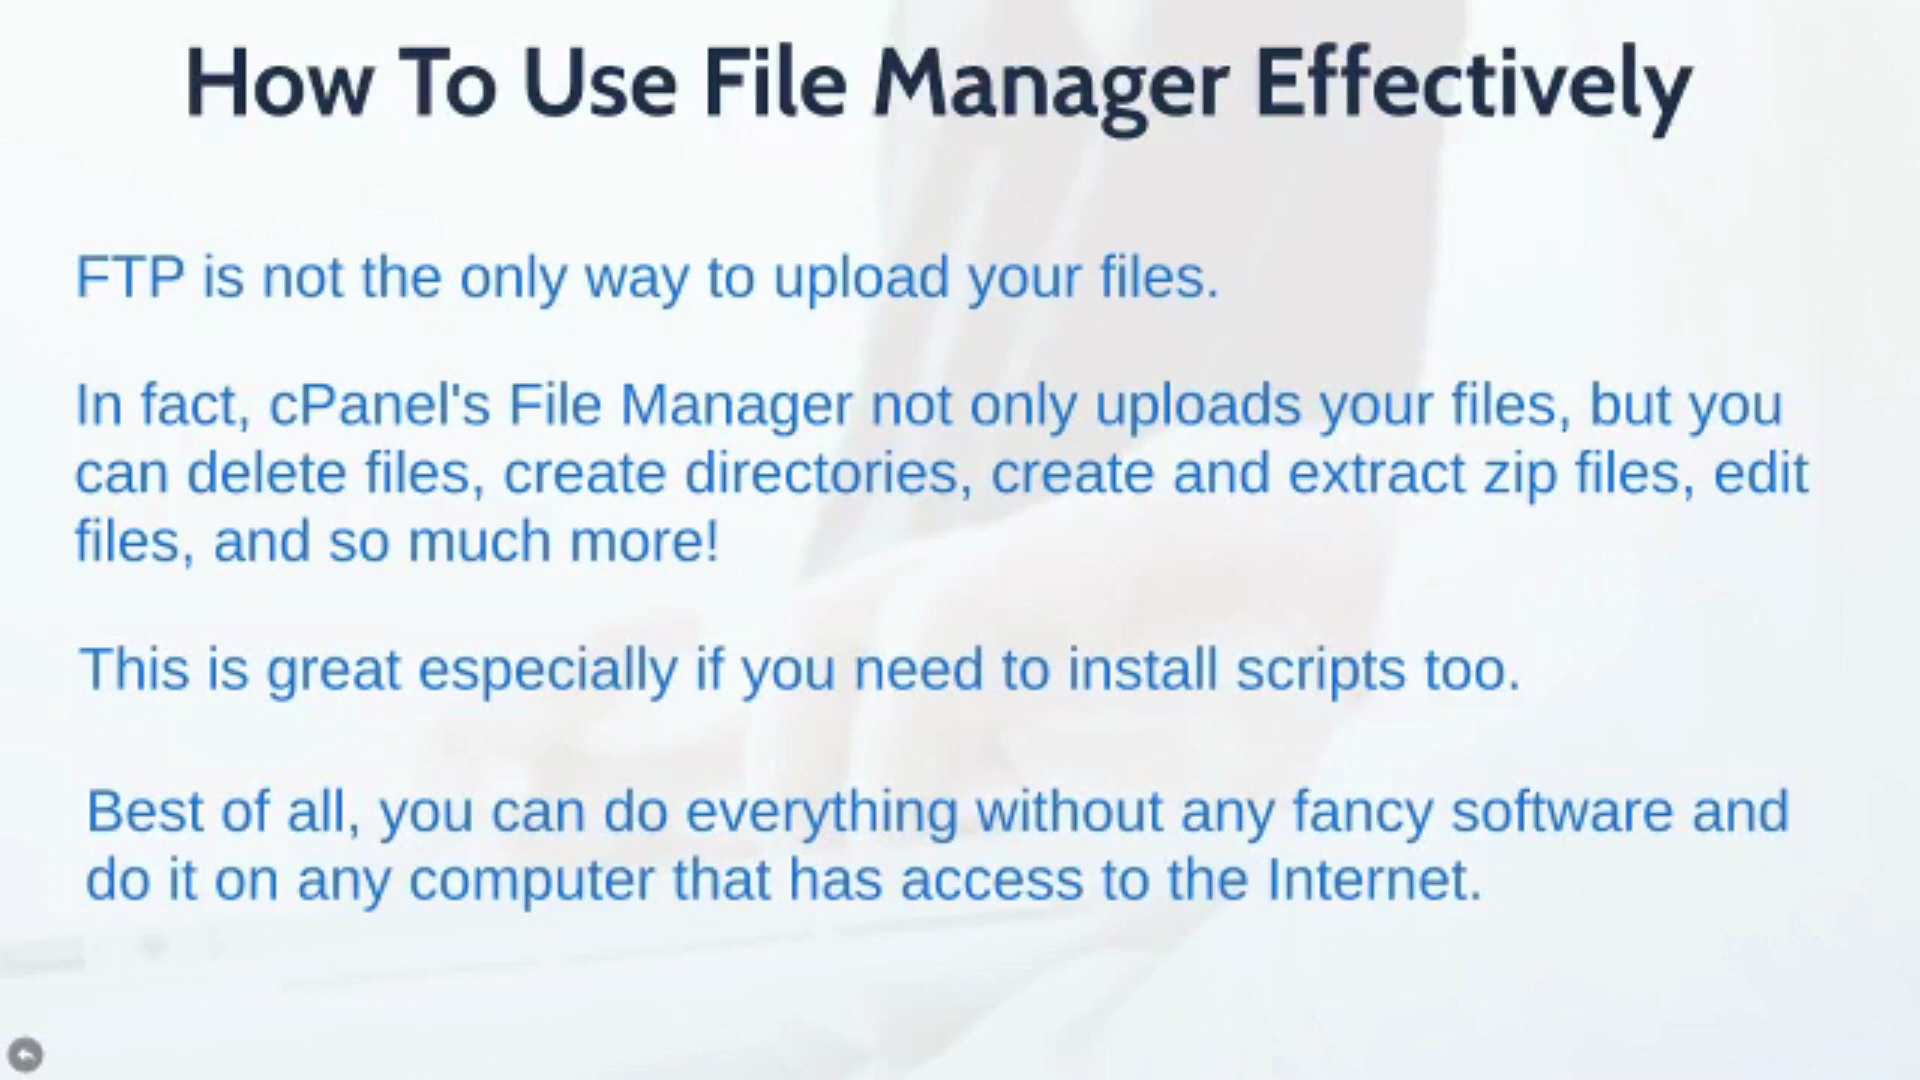 How To Use File Manager Effectively
FTP is not the only way to upload your files.
In fact, cPanel's File Manager not only uploads your files, but you
can delete files, create directories, create and extract zip files, edit
files, and so much more!
This is great especially if you need to install scripts too.
Best of all, you can do everything without any fancy software and
do it on any computer that has access to the Internet.